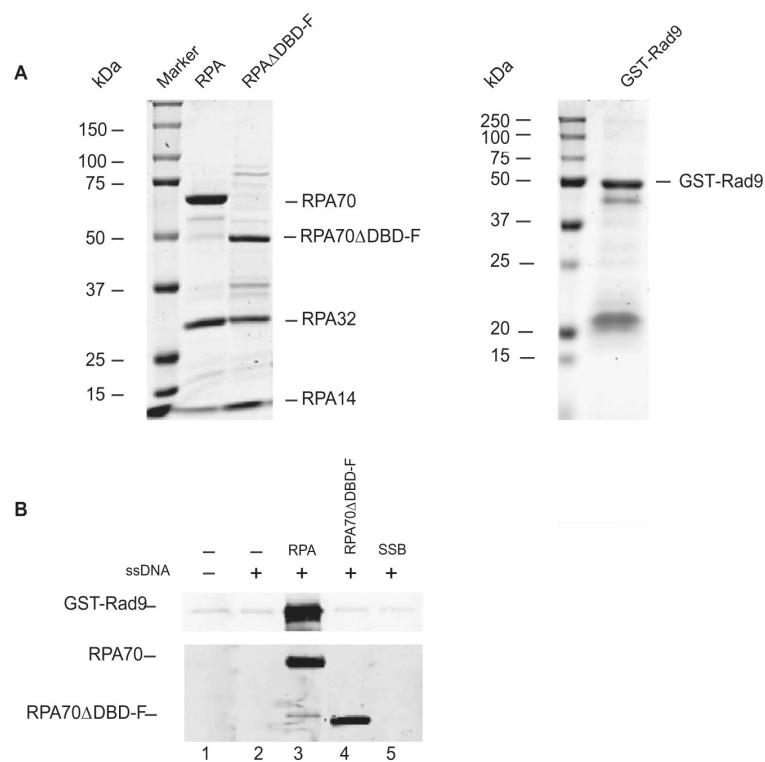 A
kDa
Marker
RPA
RPAΔDBD-F
150
100
75
50
37
25
15
RPA70
RPA70ΔDBD-F
RPA32
RPA14
kDa
GST-Rad9
250
100
75
50
37
25
20
15
GST-Rad9
B
– – RPA RPA70ΔDBD-F SSB
ssDNA – + + + +
GST-Rad9
RPA70
RPA70ΔDBD-F
1 2 3 4 5